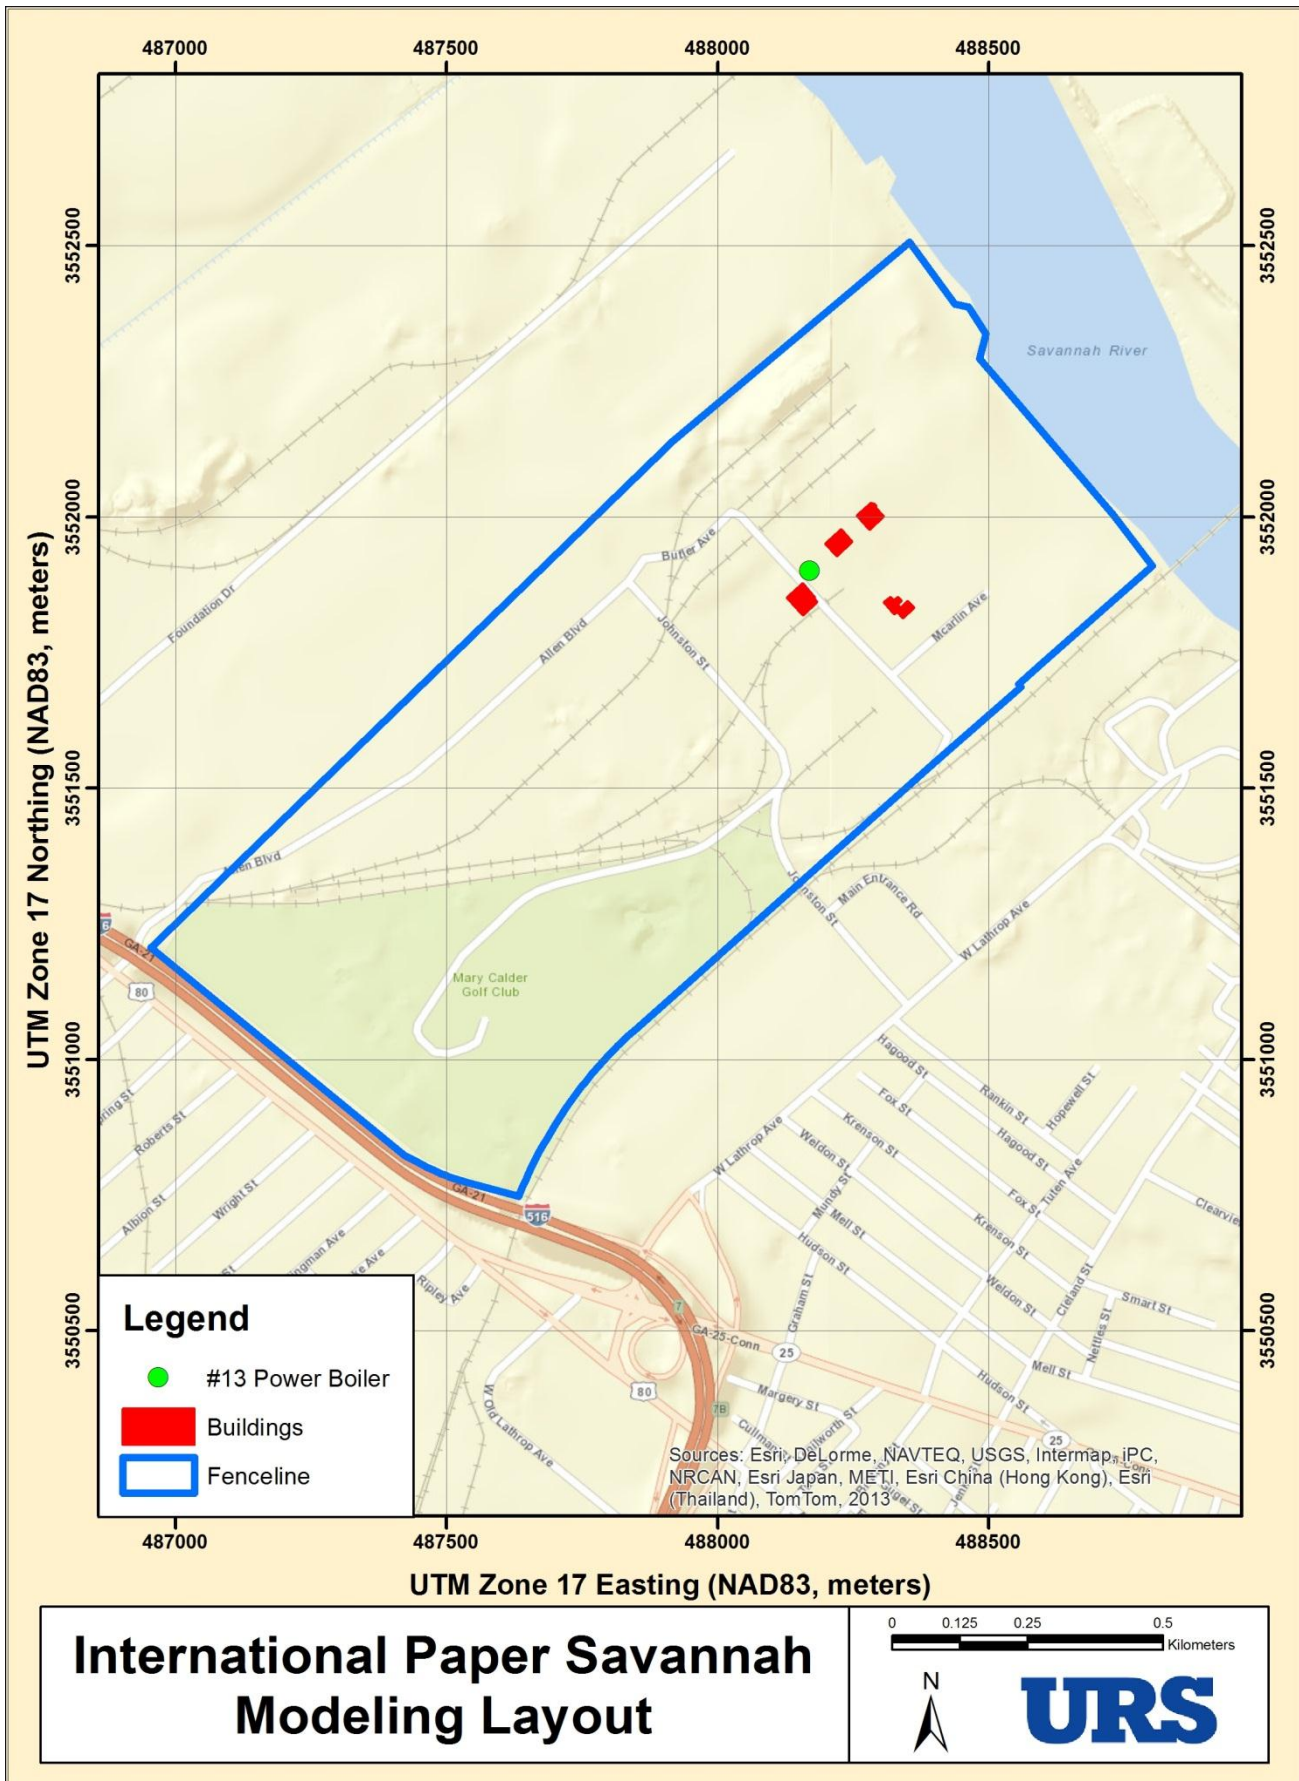 487000
487500
488000
488500
3552500
3552500
Savannah River
3552000
3552000
Butler Ave
Foundation Dr
Allen Blvd
Johnston St
Mcarlin Ave
UTM Zone 17 Northing (NAD83, meters)
3551500
3551500
Allen Blvd
Johnston St
Main Entrance Rd
W Lathrop Ave
6
GA-21
80
Mary Calder
Golf Club
3551000
3551000
Hagood St
Rankin St
Hopewell St
Fox St
Hagood St
Roberts St
Krenson St
Weldon St
W Lathrop Ave
Tuten Ave
GA-21
516
Albion St
Wright St
Mundy St
Mell St
Fox St
Krenson St
Hudson St
Ripley Ave
Weldon St
Cleland St
Smart St
Graham St
Nettles St
7
GA-25-Conn
25
3550500
3550500
80
Mell St
Hudson St
Margery St
7B
W Old Lathrop Ave
25
Legend
#13 Power Boiler
Buildings
Fenceline
Sources: Esri, DeLorme, NAVTEQ, USGS, Intermap, iPC,
NRCAN, Esri Japan, METI, Esri China (Hong Kong), Esri
(Thailand), TomTom, 2013
487000
487500
488000
488500
UTM Zone 17 Easting (NAD83, meters)
International Paper Savannah
Modeling Layout
0 0.125 0.25 0.5
Kilometers
N
URS